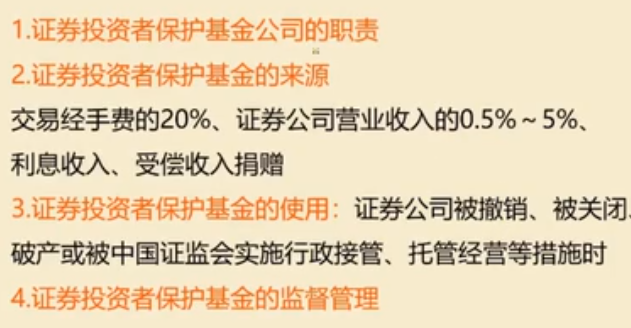 1.证券投资者保护基金公司的职责
2.证券投资者保护基金的来源
交易经手费的20%、证券公司营业收入的0.5%～5%、
利息收入、受偿收入捐赠
3.证券投资者保护基金的使用：证券公司被撤销、被关闭、
破产或被中国证监会实施行政接管、托管经营等措施时
4.证券投资者保护基金的监督管理